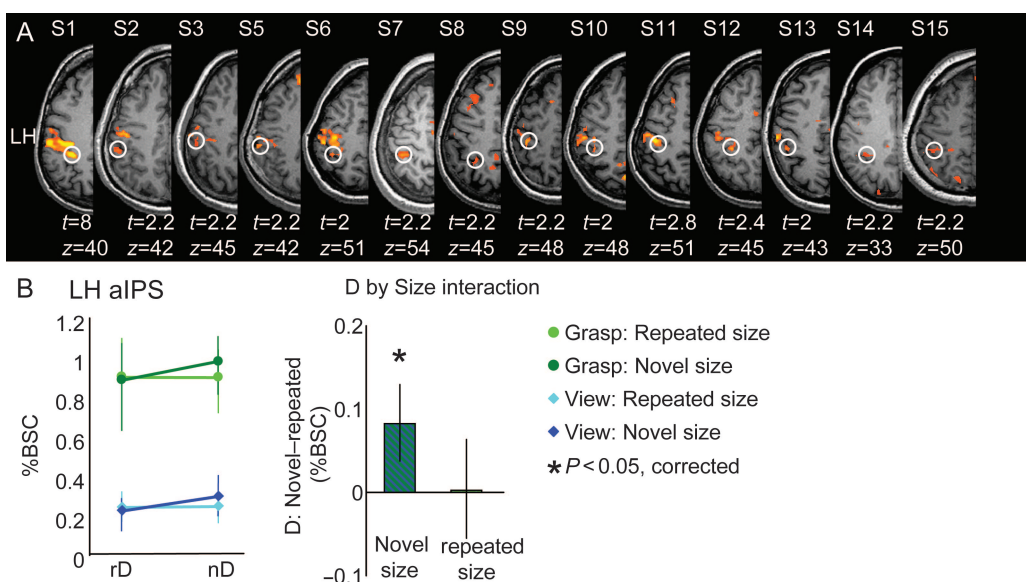 A
S1 S2 S3 S5 S6 S7 S8 S9 S10 S11 S12 S13 S14 S15
LH
t=8 t=2.2 t=2.2 t=2.2 t=2 t=2.2 t=2.2 t=2.2 t=2 t=2.8 t=2.4 t=2 t=2.2 t=2.2
z=40 z=42 z=45 z=42 z=51 z=54 z=45 z=48 z=48 z=51 z=45 z=43 z=33 z=50
B LH aIPS
%BSC
1.2
1
0.8
0.6
0.4
0.2
0
rD nD
D by Size interaction
D: Novel–repeated
(%BSC)
0.2
0.1
0
–0.1
*
Novel
size
repeated
size
Grasp: Repeated size
Grasp: Novel size
View: Repeated size
View: Novel size
* P < 0.05, corrected